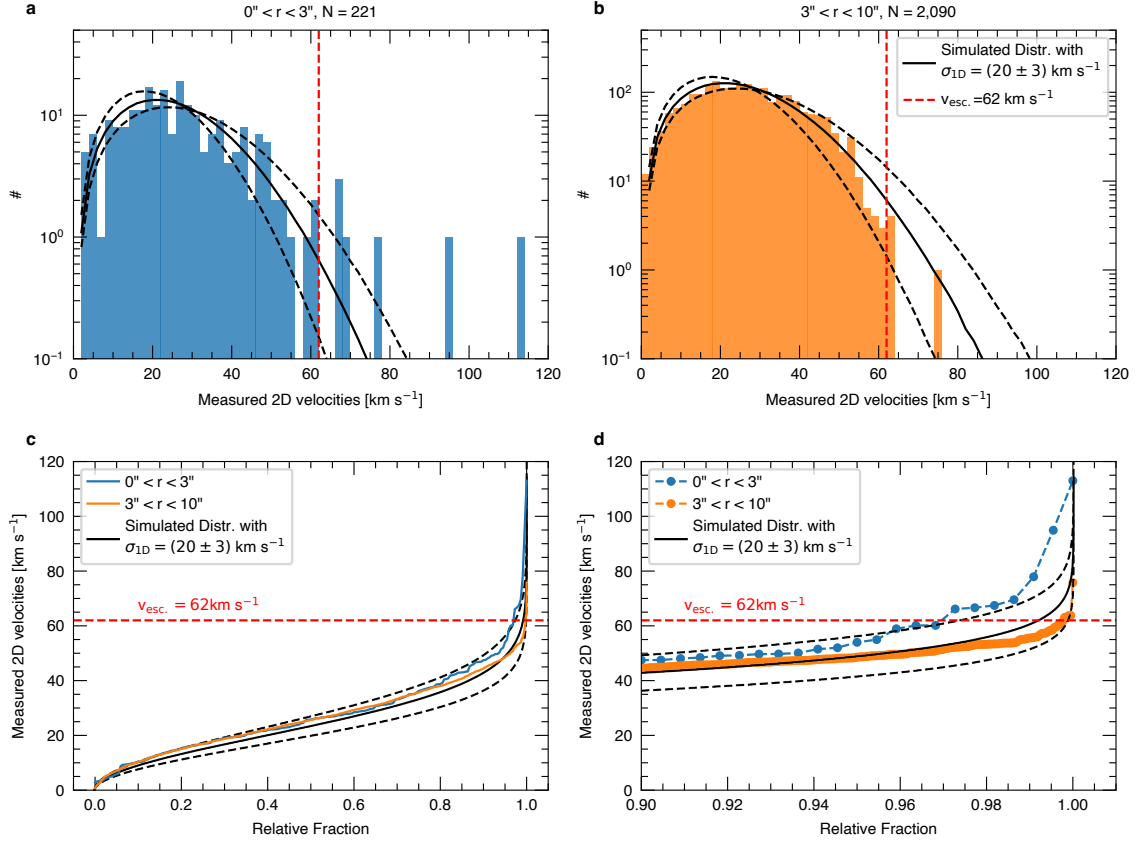 a
0" < r < 3", N = 221
10¹
10⁰
10⁻¹
#
0 20 40 60 80 100 120
Measured 2D velocities [km s⁻¹]
b
3" < r < 10", N = 2,090
Simulated Distr. with
σ1D = (20 ± 3) km s⁻¹
vesc. =62 km s⁻¹
10²
10¹
10⁰
10⁻¹
#
0 20 40 60 80 100 120
Measured 2D velocities [km s⁻¹]
c
0" < r < 3"
3" < r < 10"
Simulated Distr. with
σ1D = (20 ± 3) km s⁻¹
vesc. = 62km s⁻¹
120
100
80
60
40
20
0
Measured 2D velocities [km s⁻¹]
0.0 0.2 0.4 0.6 0.8 1.0
Relative Fraction
d
0" < r < 3"
3" < r < 10"
Simulated Distr. with
σ1D = (20 ± 3) km s⁻¹
vesc. = 62km s⁻¹
120
100
80
60
40
20
0
Measured 2D velocities [km s⁻¹]
0.90 0.92 0.94 0.96 0.98 1.00
Relative Fraction